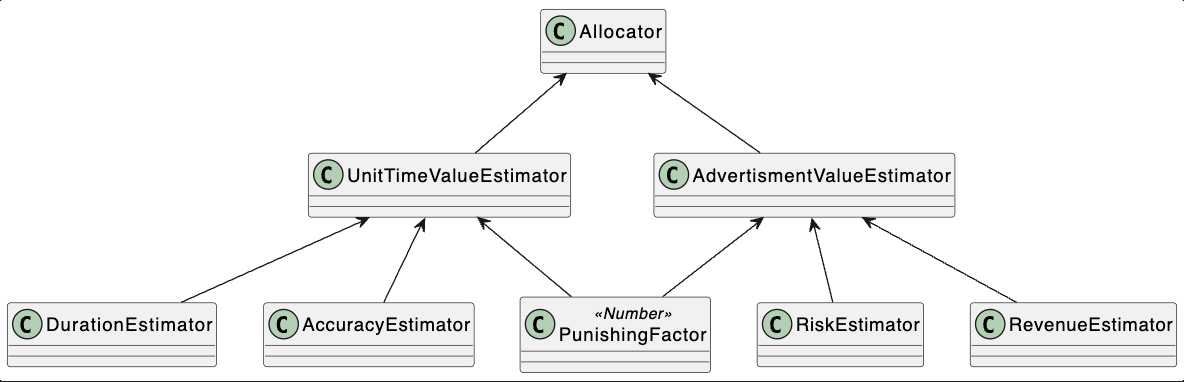 C Allocator
C UnitTimeValueEstimator
C AdvertismentValueEstimator
C DurationEstimator
C AccuracyEstimator
«Number»
C PunishingFactor
C RiskEstimator
C RevenueEstimator